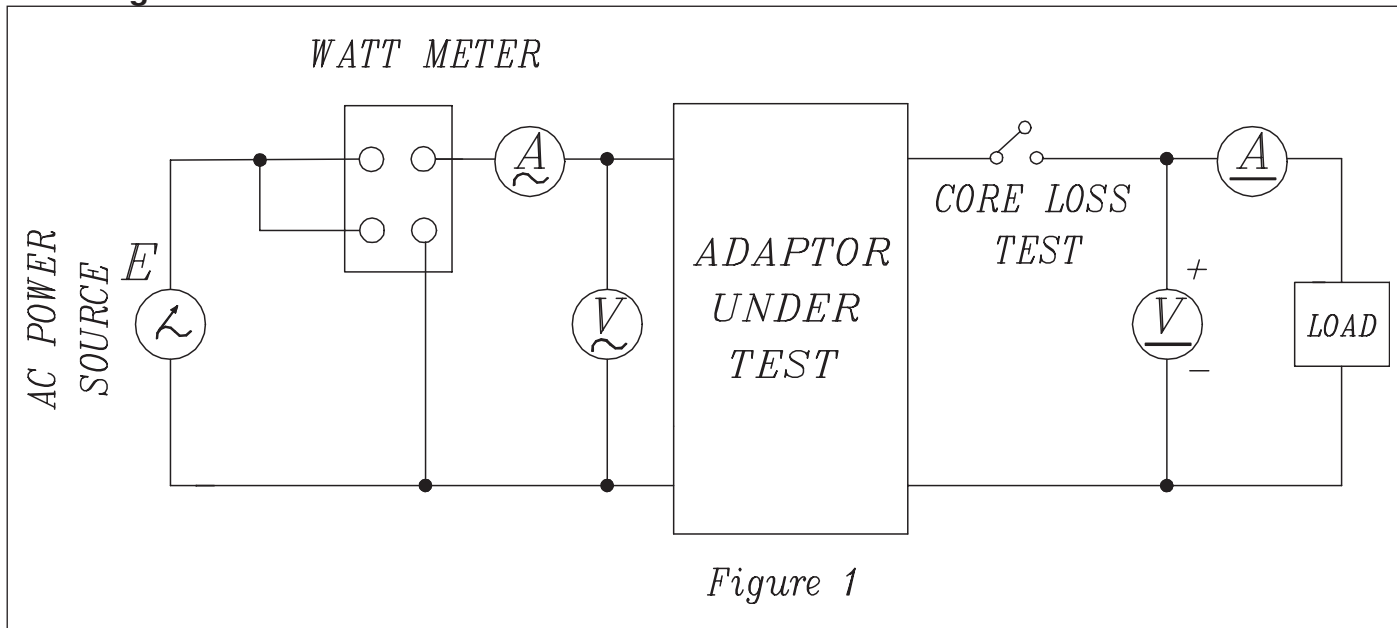 WATT METER
AC POWER
SOURCE
E
A
V
ADAPTOR
UNDER
TEST
CORE LOSS
TEST
A
+
V
-
LOAD
Figure 1